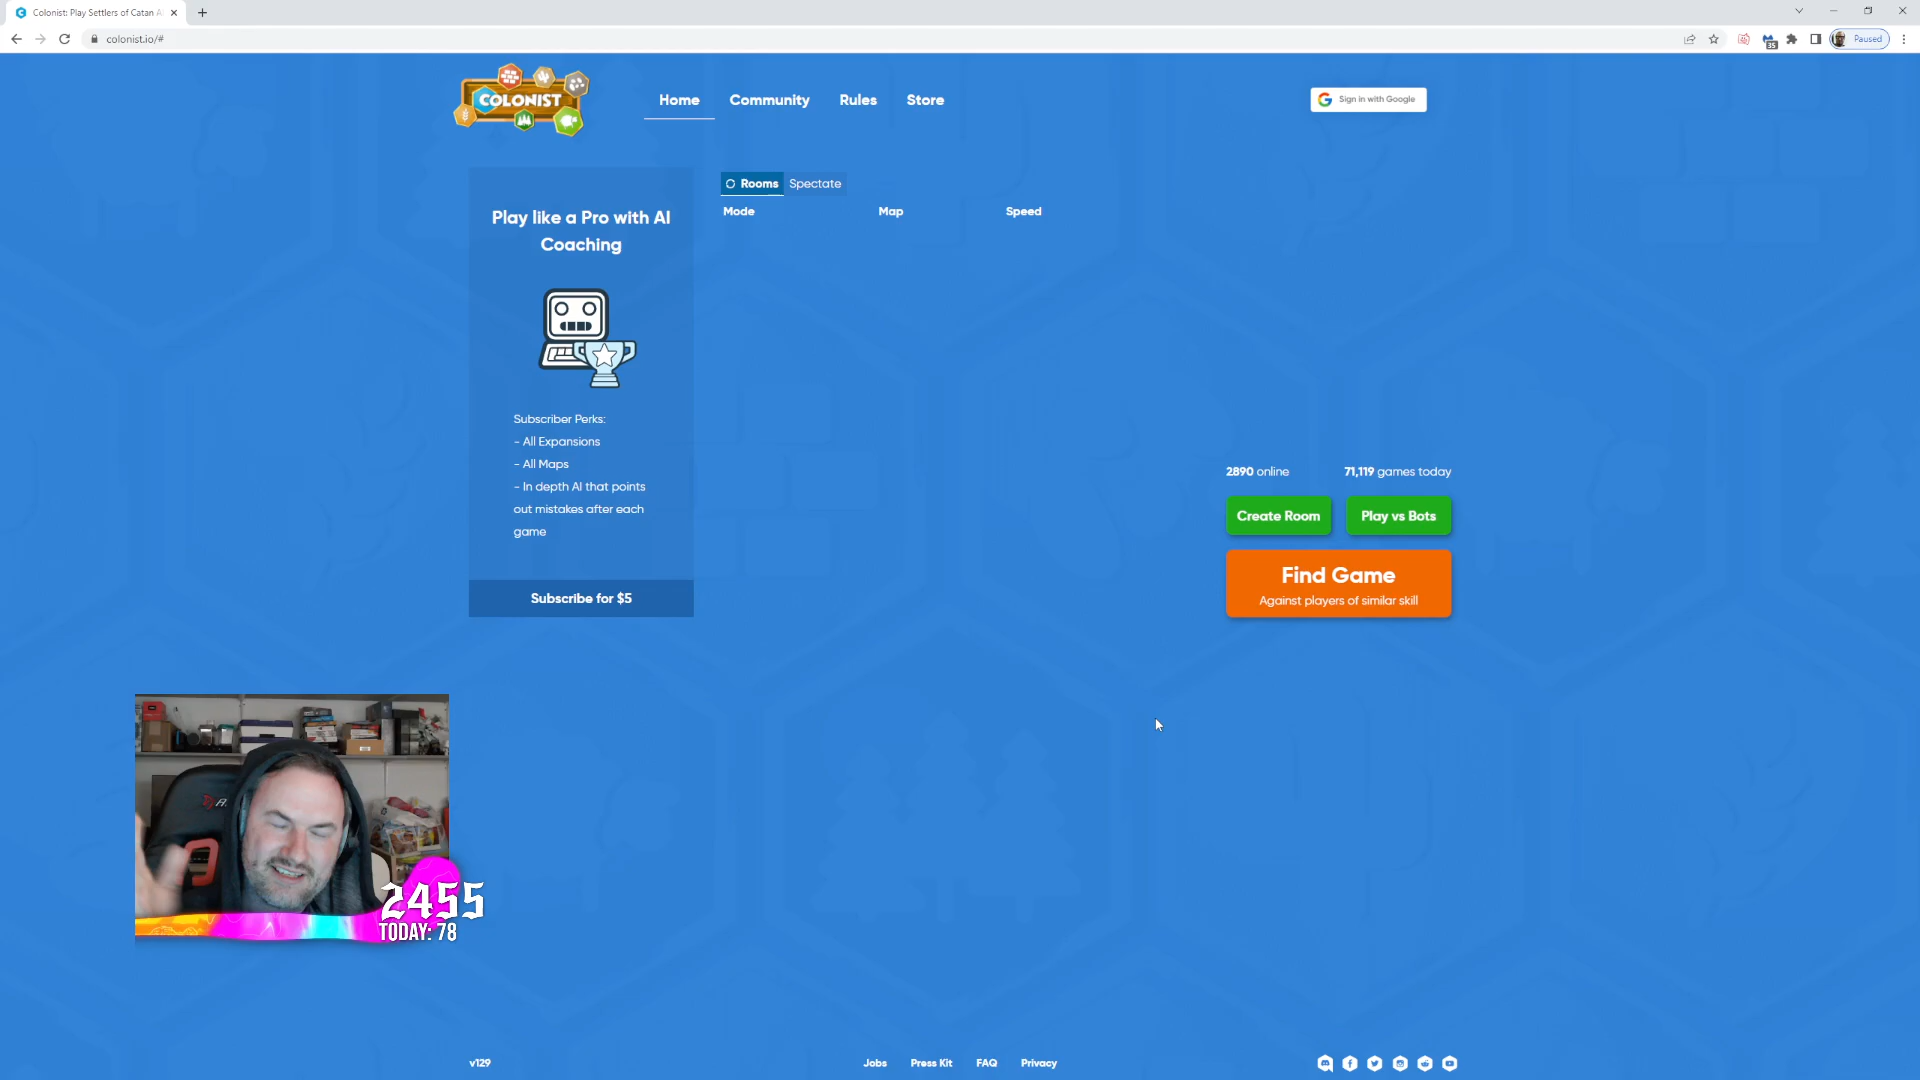 Colonist: Play Settlers of Catan A
colonist.io/#
Paused
35
COLONIST
Home
Community
Rules
Store
Sign in with Google
Play like a Pro with AI
Coaching
Subscriber Perks:
- All Expansions
- All Maps
- In depth AI that points
out mistakes after each
game
Subscribe for $5
Rooms
Spectate
Mode
Map
Speed
2890 online
71,119 games today
Create Room
Play vs Bots
Find Game
Against players of similar skill
2455
TODAY: 78
v129
Jobs
Press Kit
FAQ
Privacy